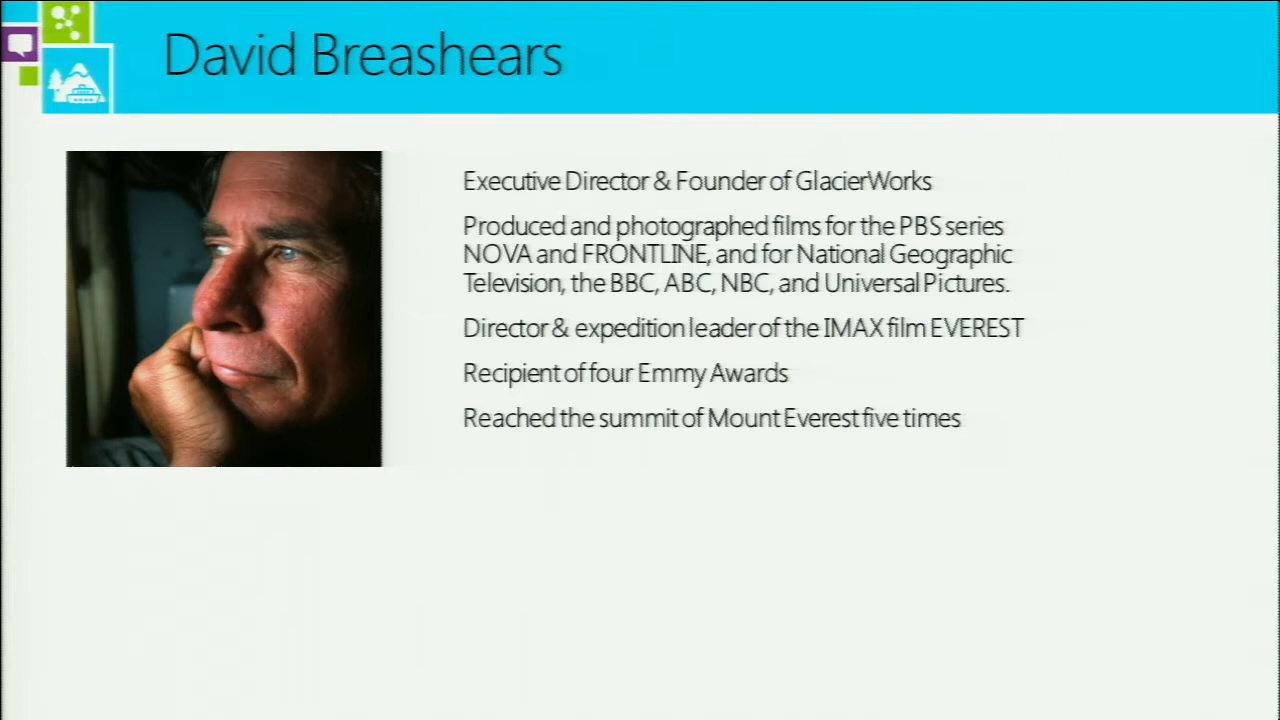 David Breashears
Executive Director & Founder of GlacierWorks
Produced and photographed films for the PBS series
NOVA and FRONTLINE, and for National Geographic
Television, the BBC, ABC, NBC, and Universal Pictures.
Director & expedition leader of the IMAX film EVEREST
Recipient of four Emmy Awards
Reached the summit of Mount Everest five times